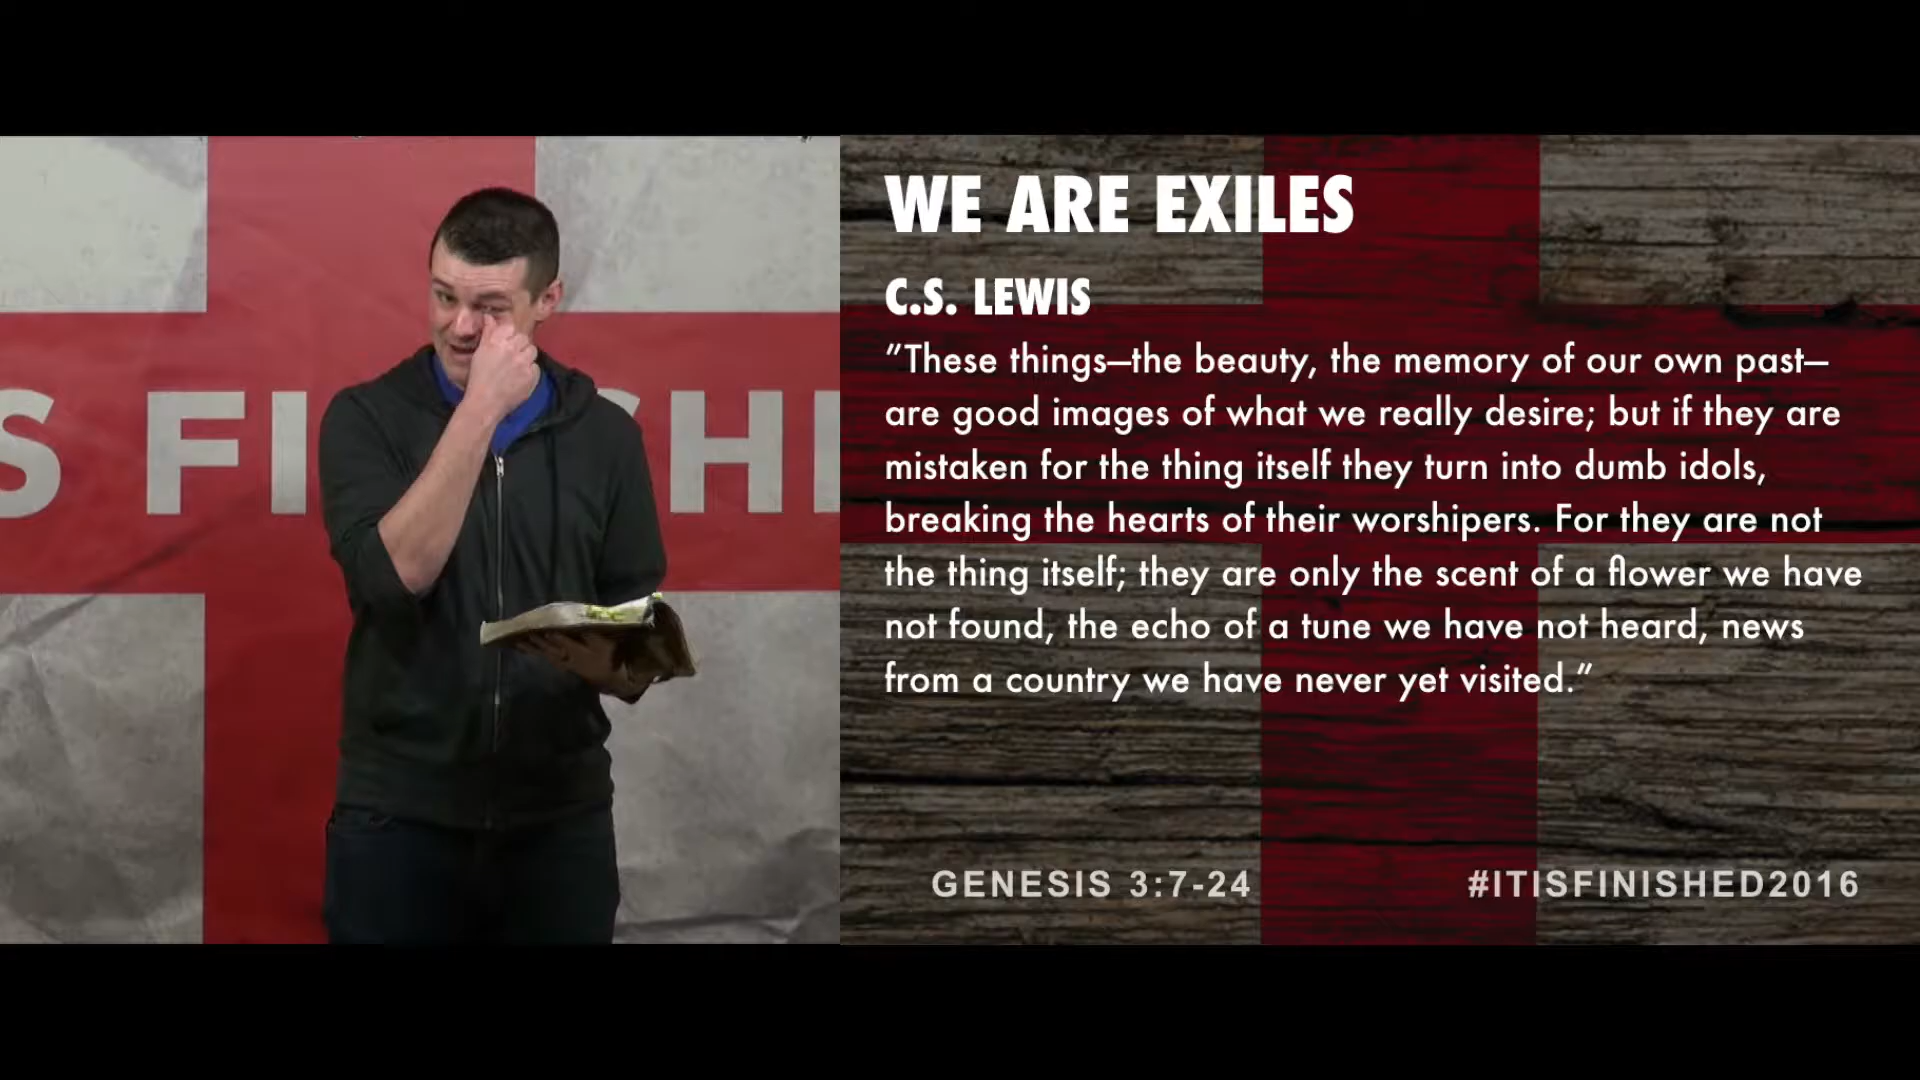 S FI SH
WE ARE EXILES
C.S. LEWIS
"These things—the beauty, the memory of our own past—
are good images of what we really desire; but if they are
mistaken for the thing itself they turn into dumb idols,
breaking the hearts of their worshipers. For they are not
the thing itself; they are only the scent of a flower we have
not found, the echo of a tune we have not heard, news
from a country we have never yet visited."
GENESIS 3:7-24 #ITISFINISHED2016